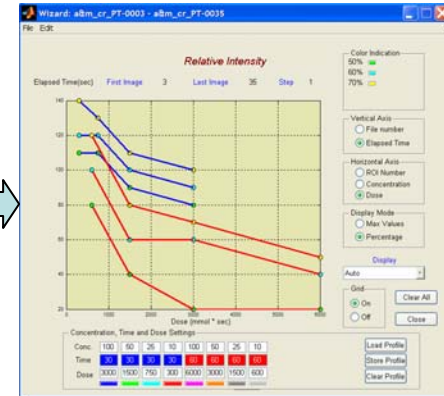 Wizard: a8m_cr_PT-0003 - a8m_cr_PT-0035
File Edit
Relative Intensity
Elapsed Time(sec) First Image 3 Last Image 35 Step 1
Color Indication
50%
60%
70%
Vertical Axis
File number
Elapsed Time
Horizontal Axis
ROI Number
Concentration
Dose
Display Mode
Max Values
Percentage
Display
Auto
Grid
On
Off
Clear All
Close
140
120
100
80
60
40
20
0 1000 2000 3000 4000 5000 6000
Dose (mmol * sec)
Concentration, Time and Dose Settings
Conc. 100 50 25 10 100 50 25 10
Time 30 30 30 30 60 60 60 60
Dose 3000 1500 750 300 6000 3000 1500 600
Load Profile
Store Profile
Clear Profile